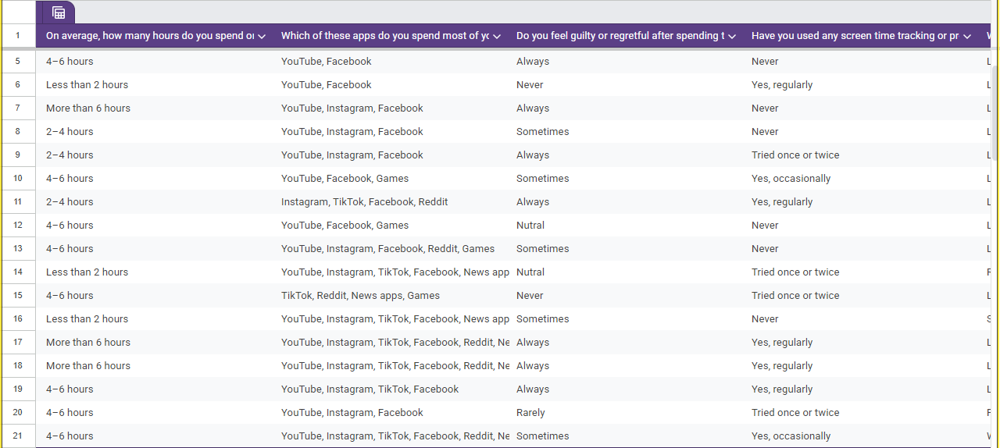 1 On average, how many hours do you spend o Which of these apps do you spend most of y Do you feel guilty or regretful after spending t Have you used any screen time tracking or pr
5 4–6 hours YouTube, Facebook Always Never L
6 Less than 2 hours YouTube, Facebook Never Yes, regularly L
7 More than 6 hours YouTube, Instagram, Facebook Always Never L
8 2–4 hours YouTube, Instagram, Facebook Sometimes Never L
9 2–4 hours YouTube, Instagram, Facebook Always Tried once or twice L
10 4–6 hours YouTube, Facebook, Games Sometimes Yes, occasionally L
11 2–4 hours Instagram, TikTok, Facebook, Reddit Always Yes, regularly L
12 4–6 hours YouTube, Facebook, Games Nutral Never L
13 4–6 hours YouTube, Instagram, Facebook, Reddit, Games Sometimes Never L
14 Less than 2 hours YouTube, Instagram, TikTok, Facebook, News app Nutral Tried once or twice
15 4–6 hours TikTok, Reddit, News apps, Games Never Tried once or twice L
16 Less than 2 hours YouTube, Instagram, TikTok, Facebook, News app Sometimes Never
17 More than 6 hours YouTube, Instagram, TikTok, Facebook, Reddit, Ne Always Yes, regularly L
18 More than 6 hours YouTube, Instagram, TikTok, Facebook, Reddit, Ne Always Yes, regularly L
19 4–6 hours YouTube, Instagram, TikTok, Facebook Always Yes, regularly L
20 4–6 hours YouTube, Instagram, Facebook Rarely Tried once or twice
21 4–6 hours YouTube, Instagram, TikTok, Facebook, Reddit, Ne Sometimes Yes, occasionally